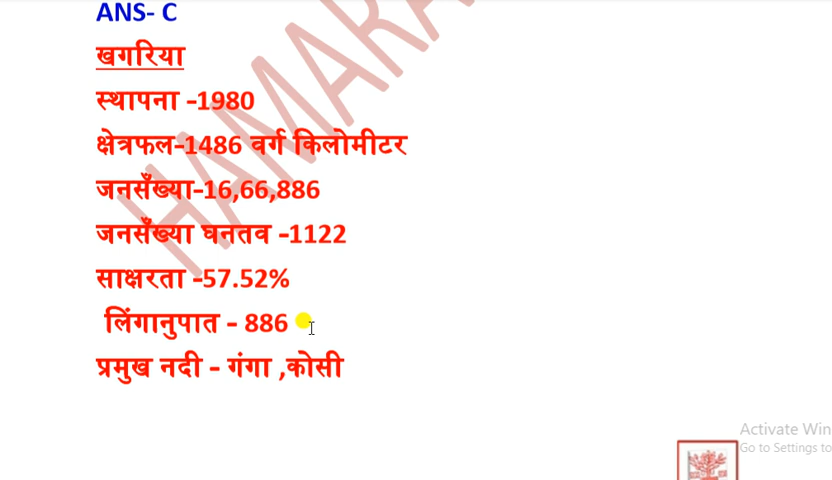 ANS- C
खगरिया
स्थापना -1980
क्षेत्रफल-1486 वर्ग किलोमीटर
जनसँख्या-16,66,886
जनसँख्या घनतव -1122
साक्षरता -57.52%
लिंगानुपात - 886
प्रमुख नदी - गंगा ,कोसी
HAMARA
Activate Win
Go to Settings to